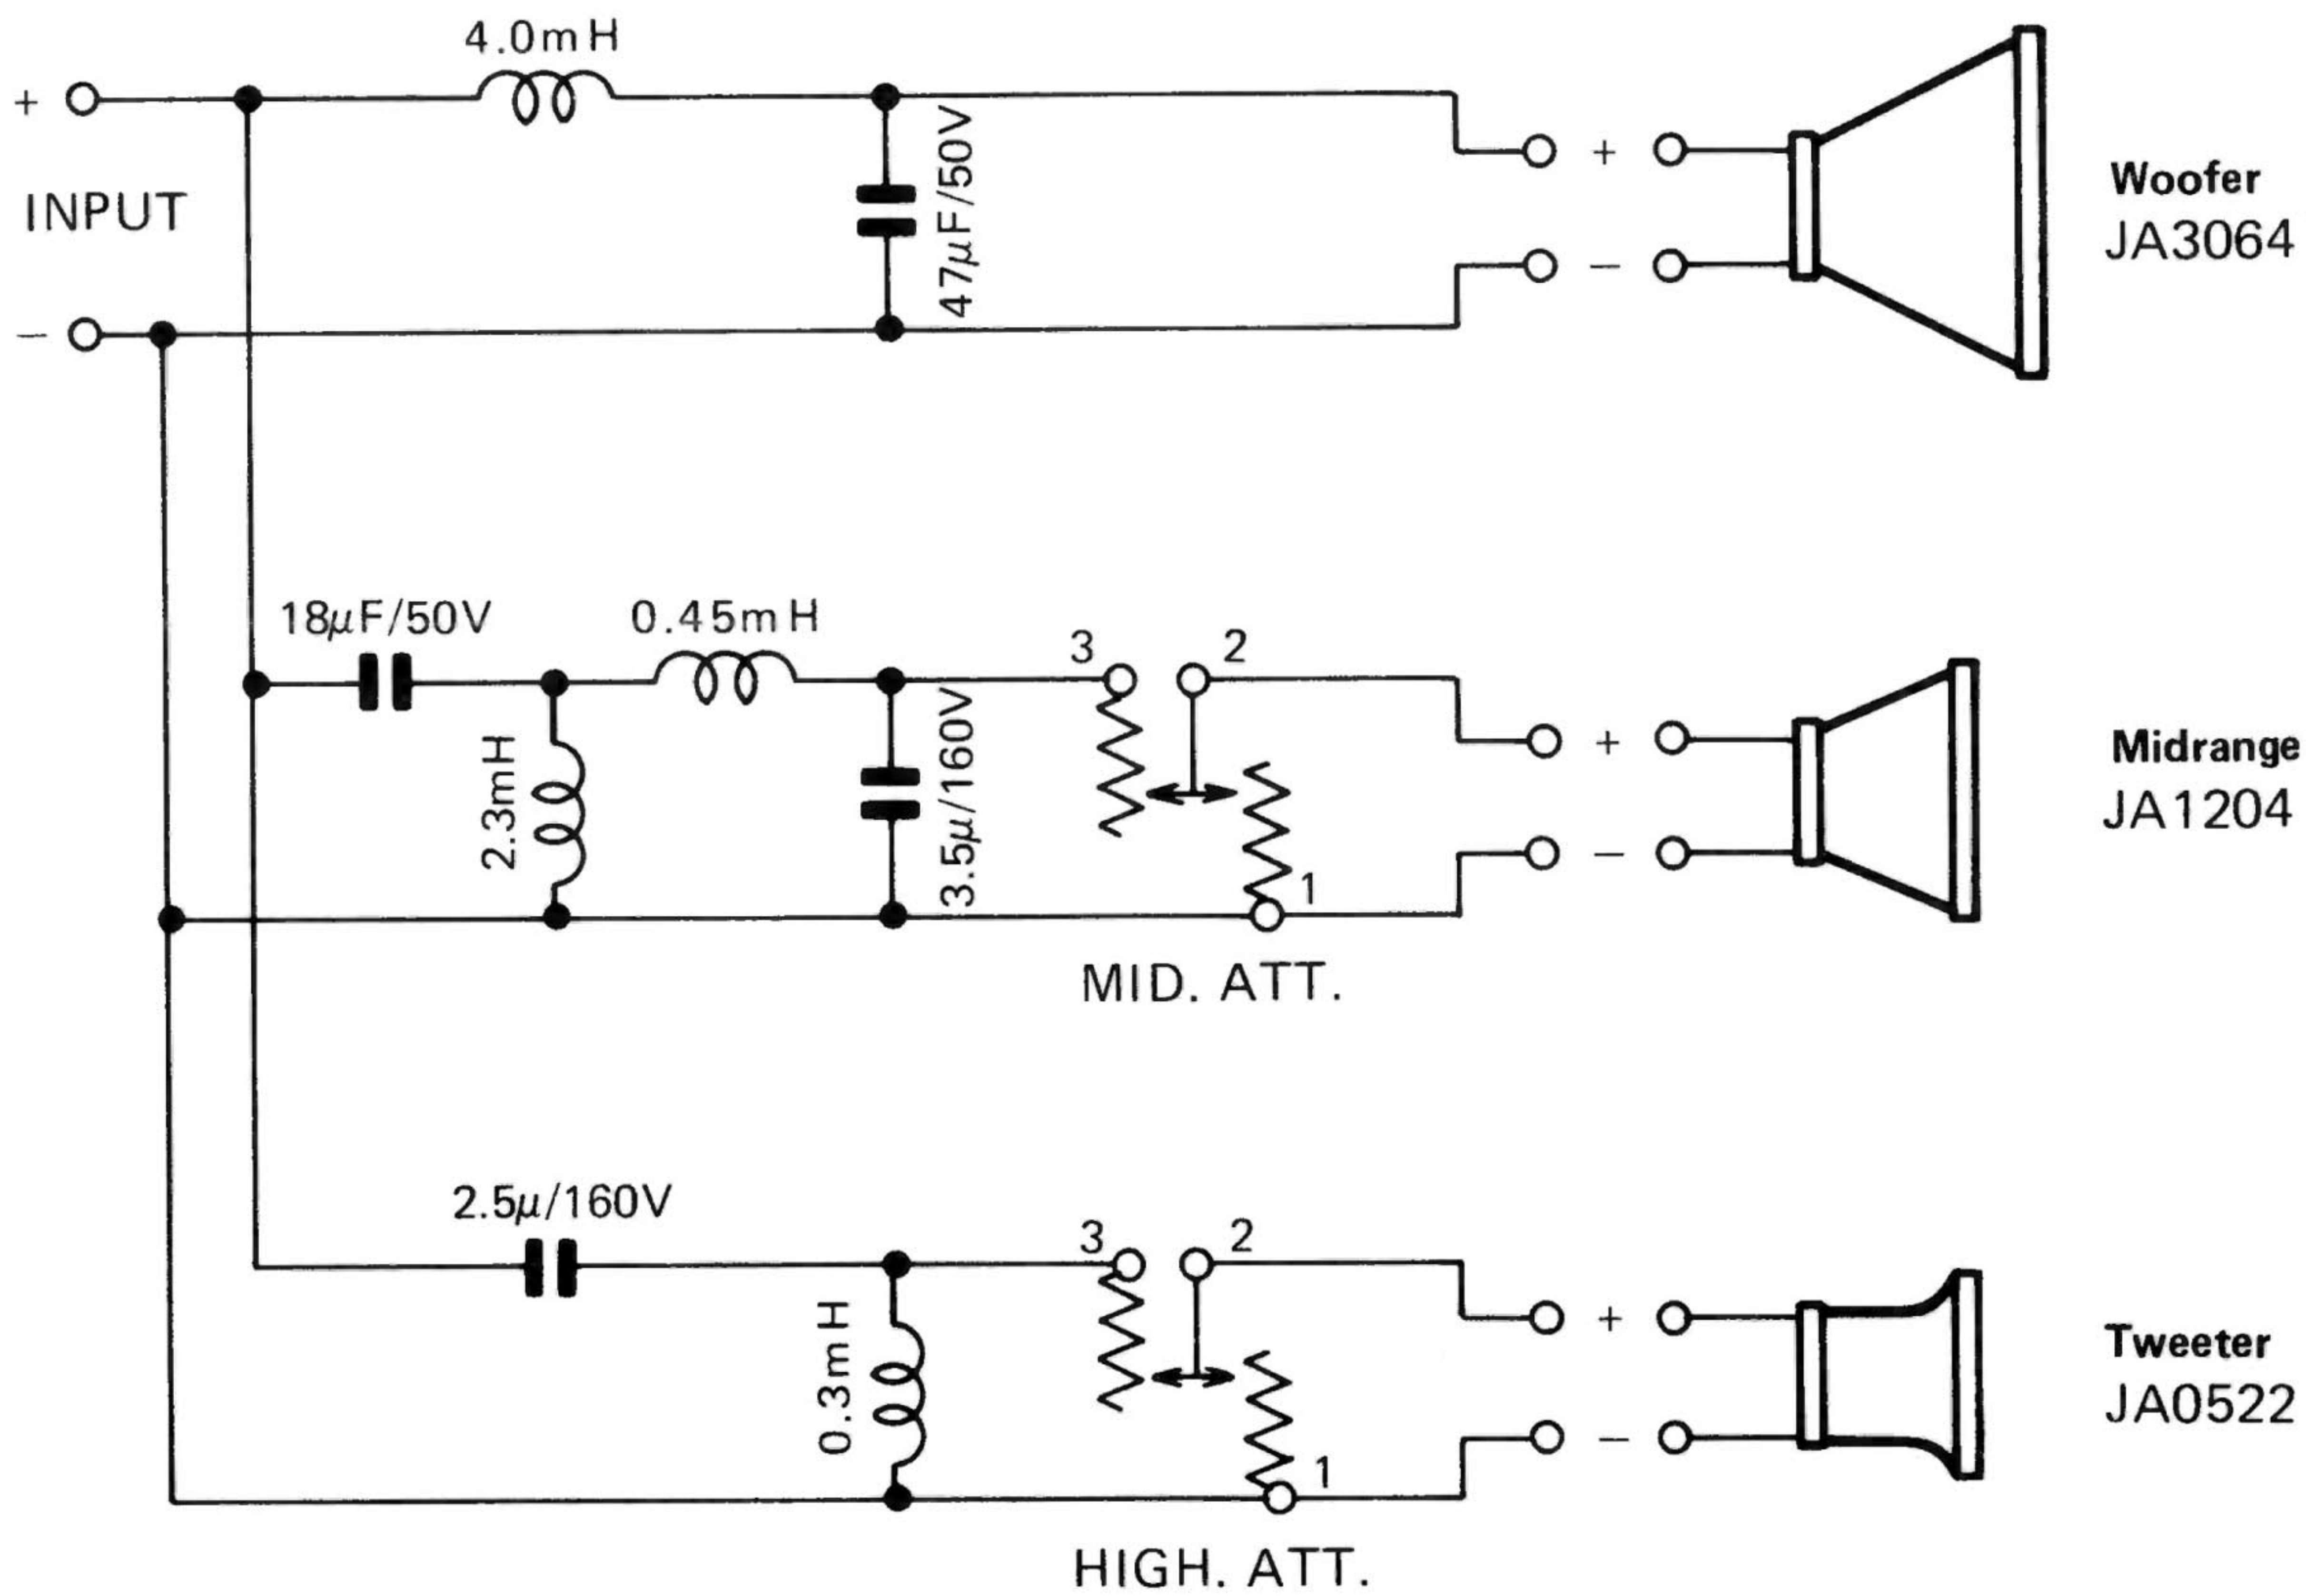 4.0mH
+
INPUT
−
47µF/50V
+
−
Woofer
JA3064
18µF/50V
0.45mH
2.3mH
3.5µ/160V
3
2
1
MID. ATT.
+
−
Midrange
JA1204
2.5µ/160V
0.3mH
3
2
1
HIGH. ATT.
+
−
Tweeter
JA0522